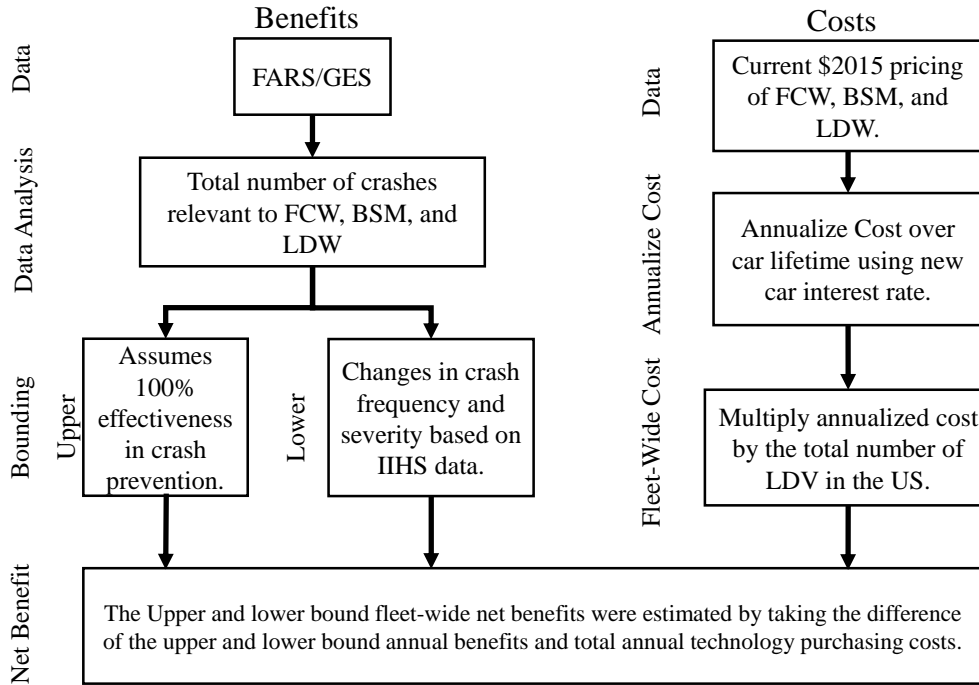 Benefits
Data
FARS/GES
Data Analysis
Total number of crashes
relevant to FCW, BSM, and
LDW
Bounding
Upper
Assumes
100%
effectiveness
in crash
prevention.
Lower
Changes in crash
frequency and
severity based on
IIHS data.
Costs
Data
Current $2015 pricing
of FCW, BSM, and
LDW.
Annualize Cost
Annualize Cost over
car lifetime using new
car interest rate.
Fleet-Wide Cost
Multiply annualized cost
by the total number of
LDV in the US.
Net Benefit
The Upper and lower bound fleet-wide net benefits were estimated by taking the difference
of the upper and lower bound annual benefits and total annual technology purchasing costs.